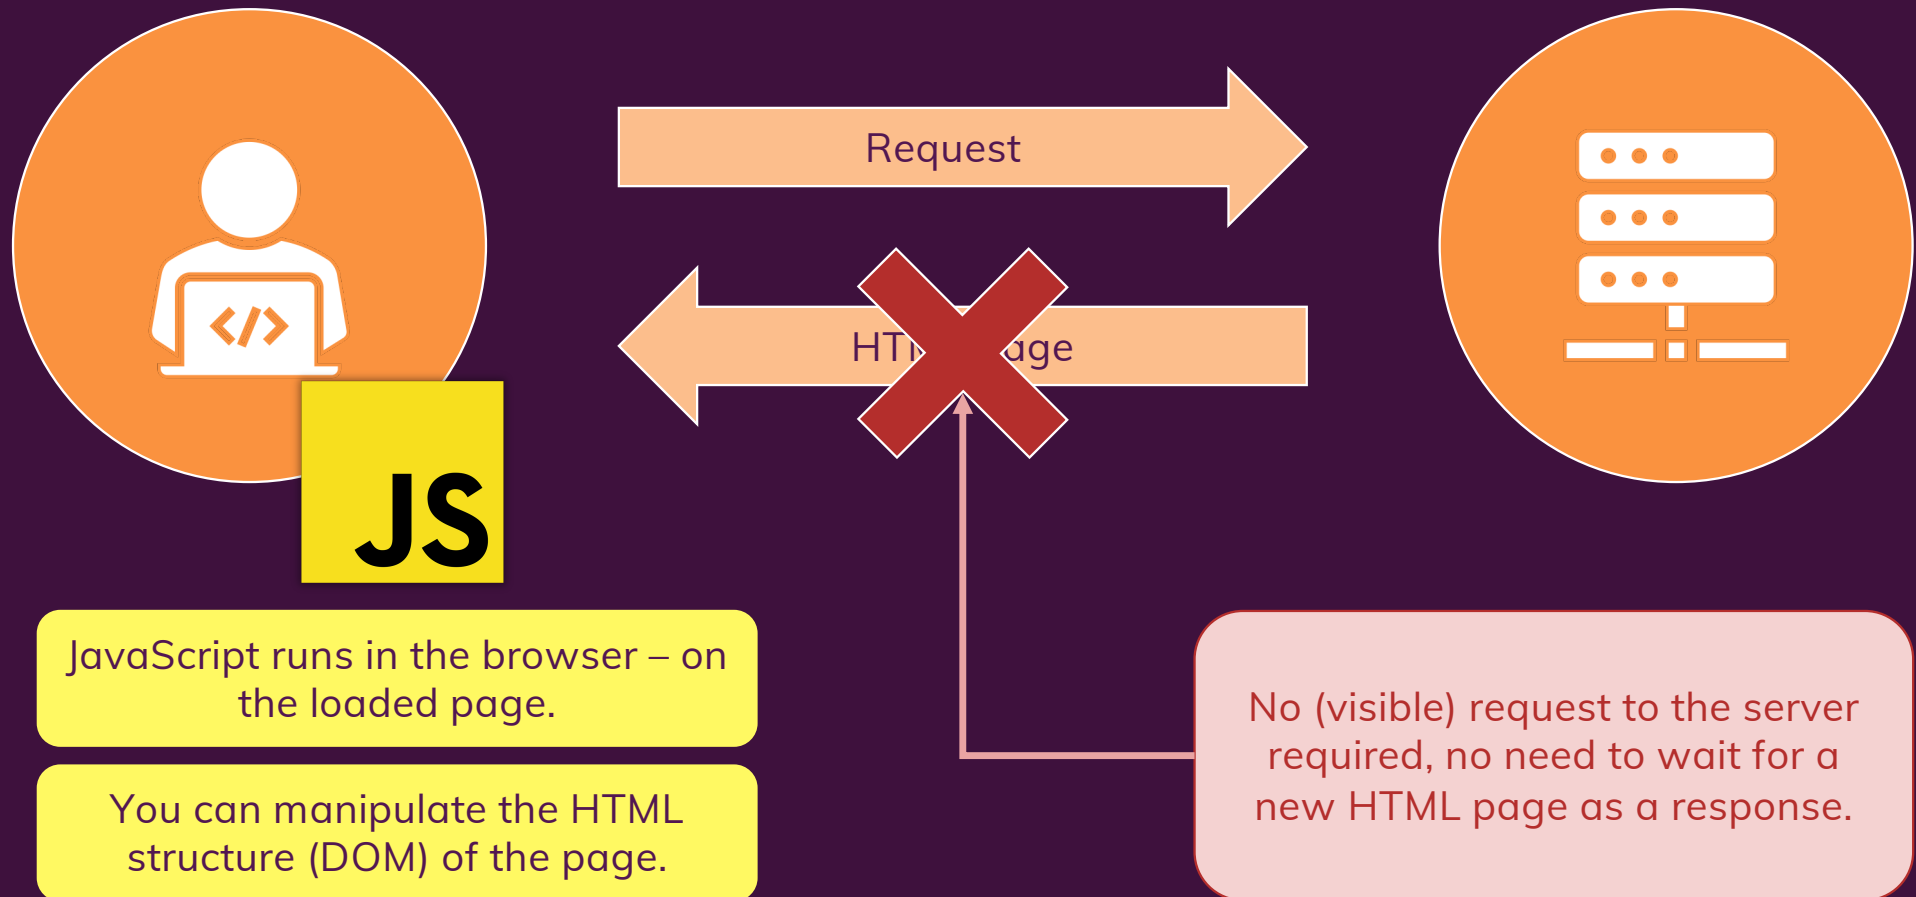 Request
HT age
JS
JavaScript runs in the browser – on
the loaded page.
You can manipulate the HTML
structure (DOM) of the page.
No (visible) request to the server
required, no need to wait for a
new HTML page as a response.